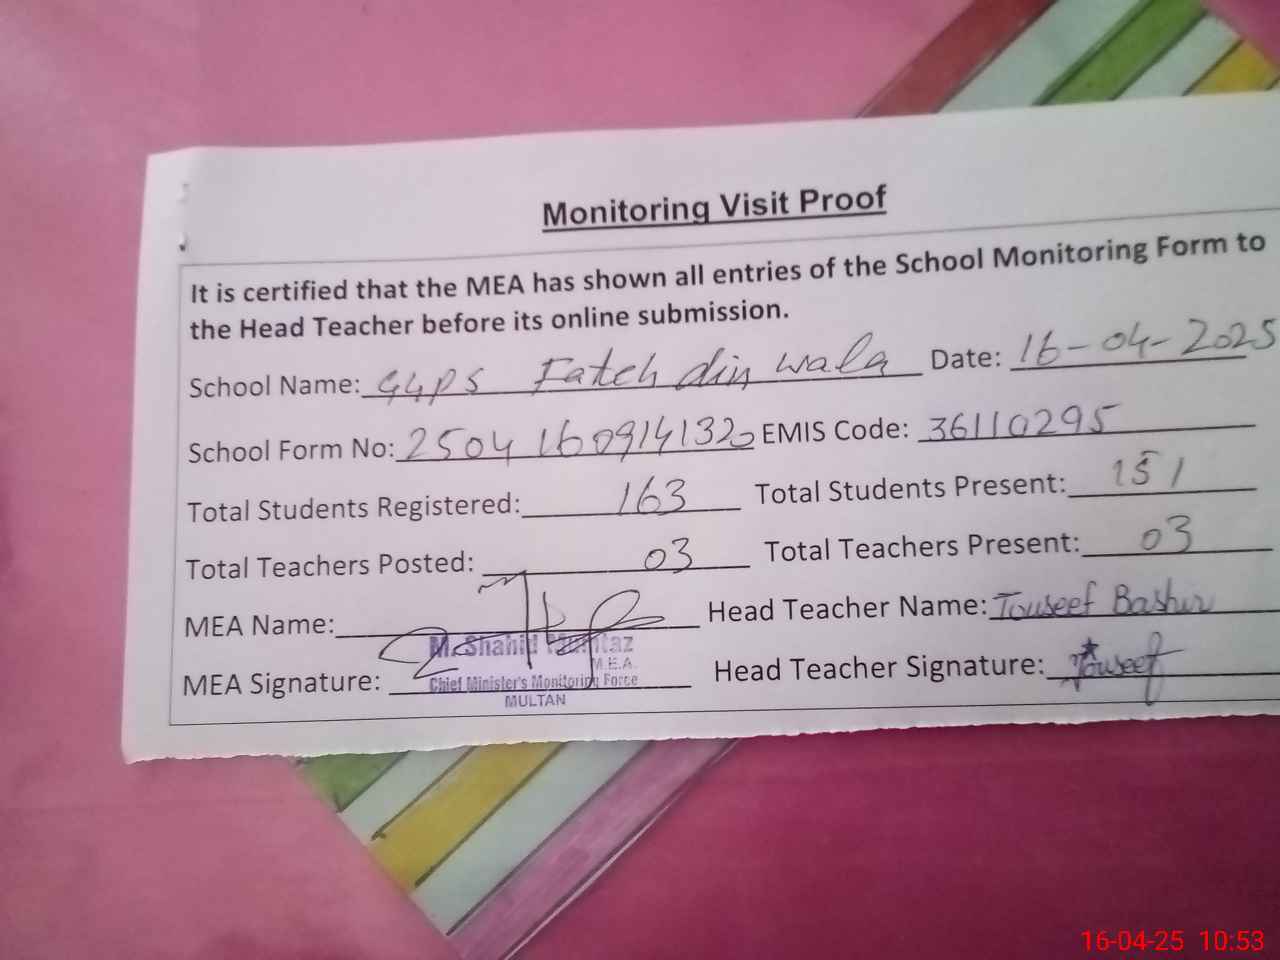 Monitoring Visit Proof
It is certified that the MEA has shown all entries of the School Monitoring Form to
the Head Teacher before its online submission.
School Name: GGPS Fateh din wala Date: 16-04-2025
School Form No: 2504160914132 EMIS Code: 36110295
Total Students Registered: 163 Total Students Present: 151
Total Teachers Posted: 03 Total Teachers Present: 03
MEA Name: Head Teacher Name: Touseef Bashir
M. Shahid Mumtaz
M.E.A.
MEA Signature: Chief Minister's Monitoring Force Head Teacher Signature: Touseef
MULTAN
16-04-25 10:53